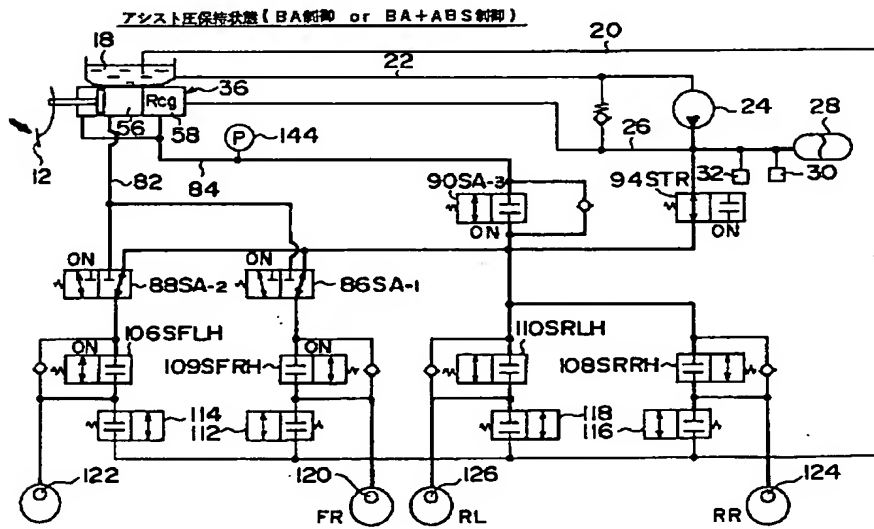 アシスト圧保持状態 ( BA制御 or BA+ABS制御 )
18
20
22
Rcg
36
24
28
56
58
144
P
26
12
82
84
90SA-3
94STR
32
30
ON
ON
ON
ON
88SA-2
86SA-1
106SFLH
110SRLH
ON
ON
109SFRH
108SRRH
114
112
118
116
122
120
126
124
FR
RL
RR